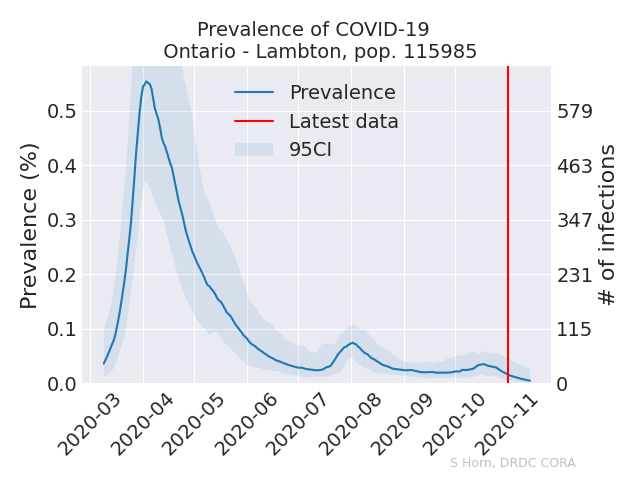 Prevalence of COVID-19
Ontario - Lambton, pop. 115985
Prevalence
Latest data
95CI
Prevalence (%)
0.5
0.4
0.3
0.2
0.1
0.0
579
463
347
231
115
0
# of infections
2020-03
2020-04
2020-05
2020-06
2020-07
2020-08
2020-09
2020-10
2020-11
S Horn, DRDC CORA